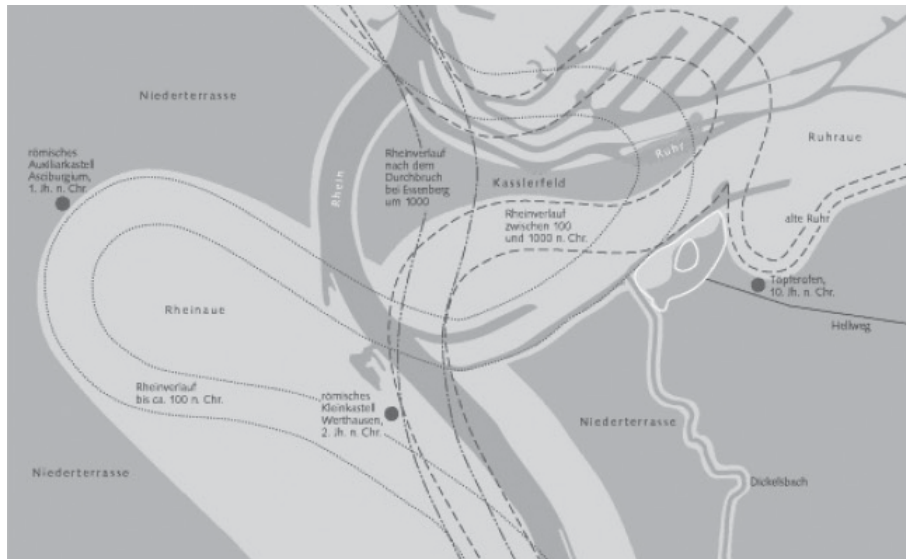 Niederterrasse
römisches
Auxiliarkastell
Asciburgium,
1. Jh. n. Chr.
Rhein
Rheinverlauf
nach dem
Durchbruch
bei Essenberg
um 1000
Ruhr
Kasslerfeld
Ruhraue
Rheinverlauf
zwischen 100
und 1000 n. Chr.
alte Ruhr
Töpferofen,
10. Jh. n. Chr.
Hellweg
Rheinaue
Rheinverlauf
bis ca. 100 n. Chr.
römisches
Kleinkastell
Werthausen,
2. Jh. n. Chr.
Niederterrasse
Niederterrasse
Dickelsbach